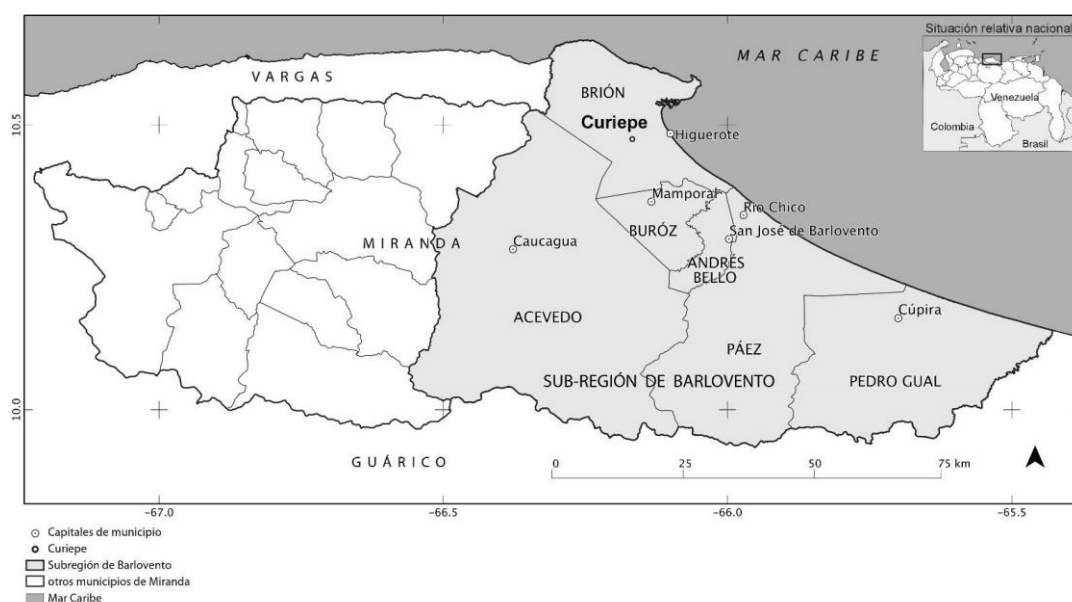 Situación relativa nacional
Venezuela
Colombia
Brasil
MAR CARIBE
VARGAS
BRIÓN
Curiepe
Higuerote
Mamporal
Río Chico
BURÓZ
San José de Barlovento
MIRANDA
Caucagua
ANDRÉS
BELLO
ACEVEDO
Cúpira
PÁEZ
SUB-REGIÓN DE BARLOVENTO
PEDRO GUAL
GUÁRICO
0 25 50 75 km
10.5
10.0
−67.0 −66.5 −66.0 −65.5
Capitales de municipio
Curiepe
Subregión de Barlovento
otros municipios de Miranda
Mar Caribe